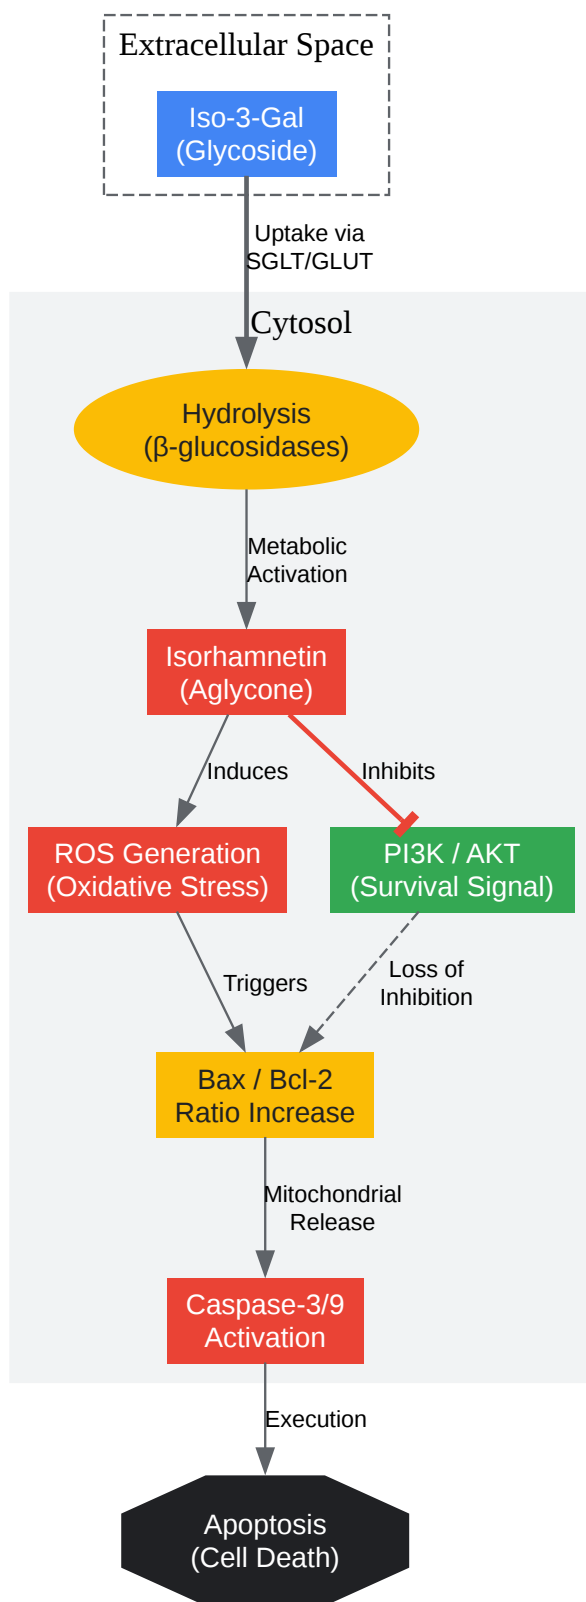 Extracellular Space
Iso-3-Gal
(Glycoside)
Uptake via
SGLT/GLUT
Cytosol
Hydrolysis
(β-glucosidases)
Metabolic
Activation
Isorhamnetin
(Aglycone)
Induces
Inhibits
ROS Generation
(Oxidative Stress)
PI3K / AKT
(Survival Signal)
Triggers
Loss of
Inhibition
Bax / Bcl-2
Ratio Increase
Mitochondrial
Release
Caspase-3/9
Activation
Execution
Apoptosis
(Cell Death)